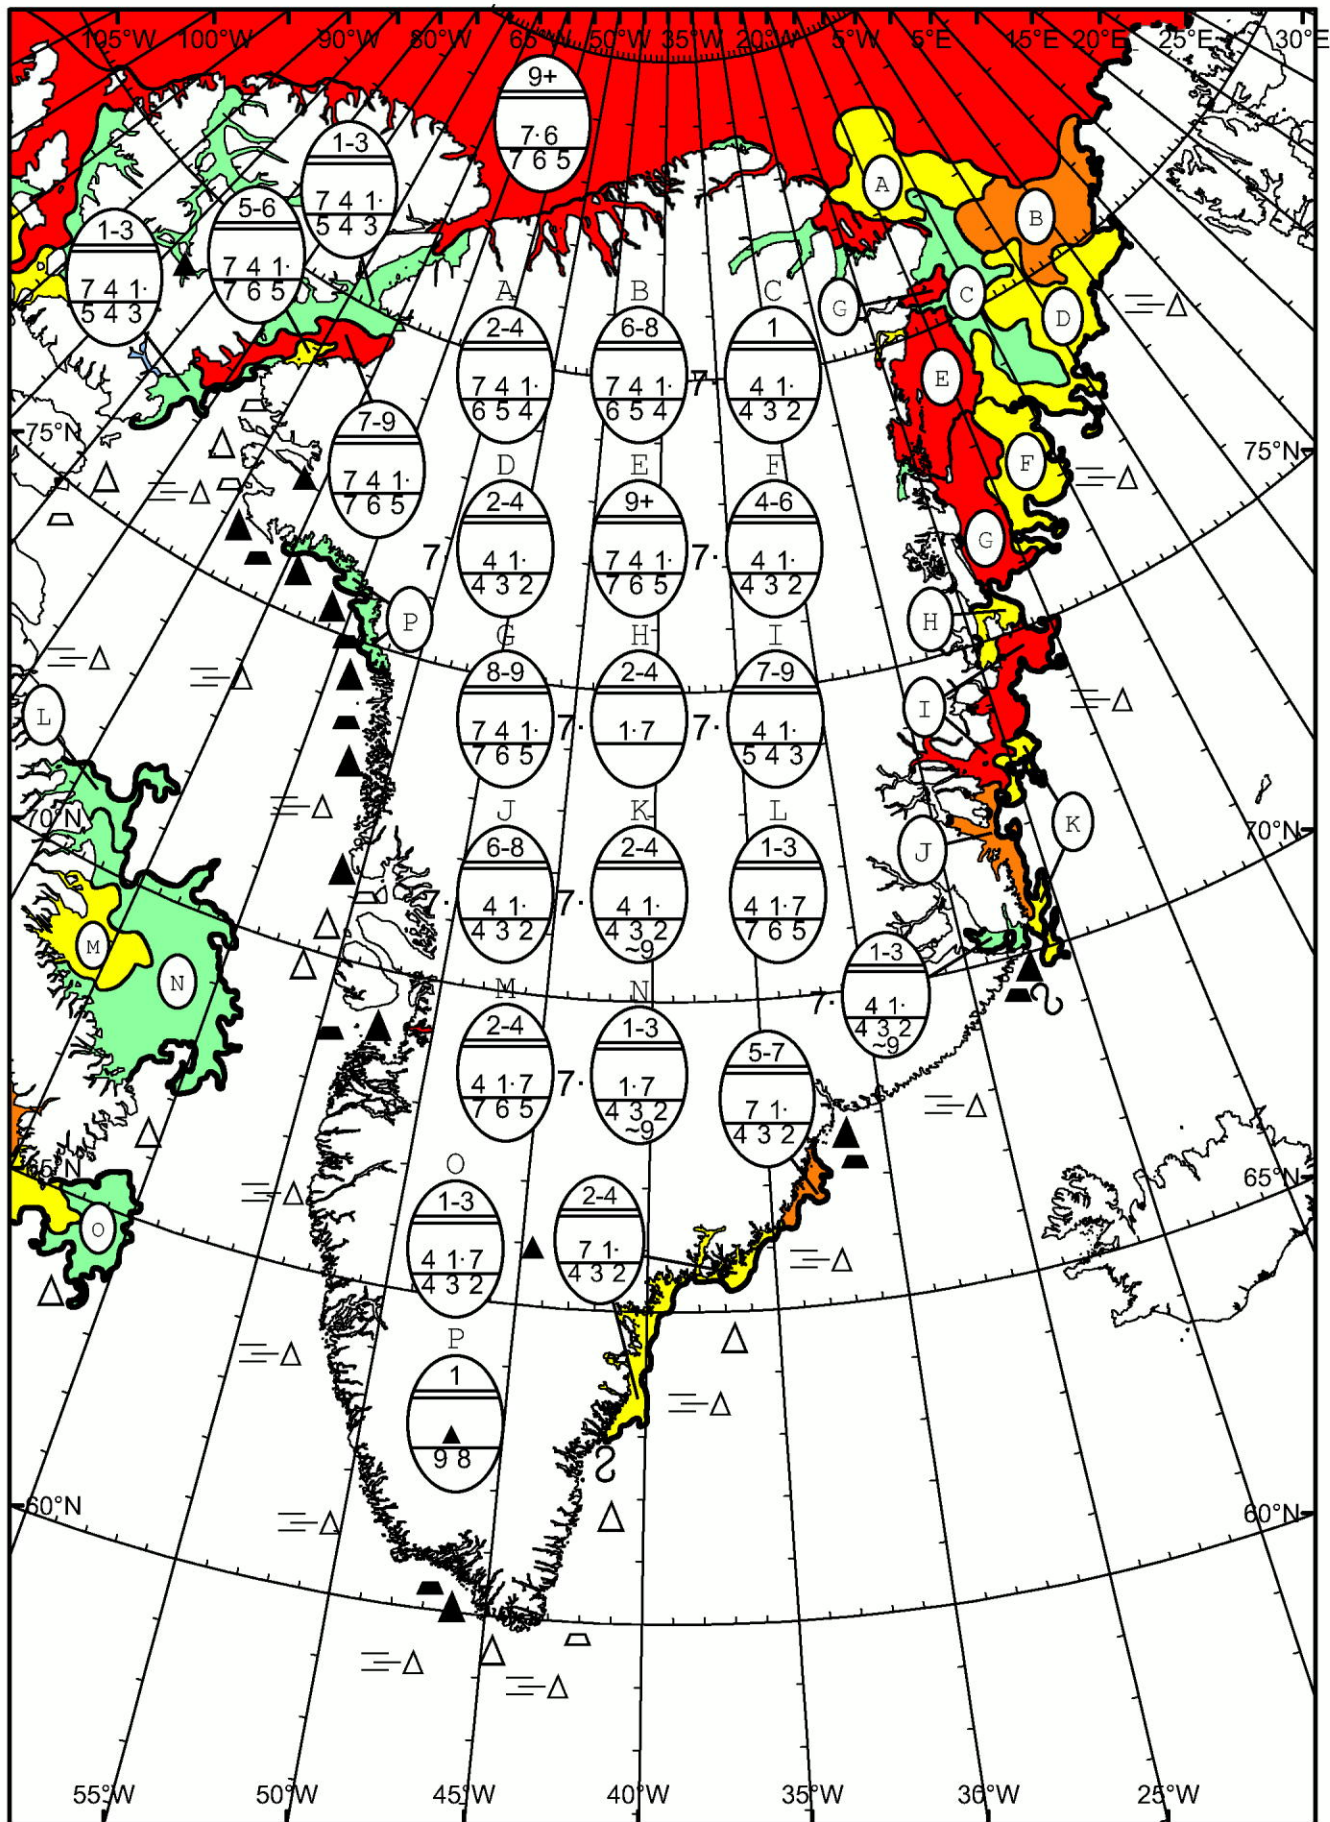 105°W 100°W 90°W 80°W 65°W 50°W 35°W 20°W 5°W 5°E 15°E 20°E 25°E 30°E
9+
7·6
7 6 5
1-3
7 4 1·
5 4 3
5-6
7 4 1·
7 6 5
1-3
7 4 1·
5 4 3
7-9
7 4 1·
7 6 5
A
B
C
D
E
F
G
G
H
I
J
K
L
M
N
O
P
A B C
2-4 6-8 1
7 4 1· 7 4 1· 7· 4 1·
6 5 4 6 5 4 4 3 2
D E F
2-4 9+ 4-6
7· 4 1· 7 4 1· 7· 4 1·
4 3 2 7 6 5 4 3 2
G H I
8-9 2-4 7-9
7 4 1· 7· 1·7 7· 4 1·
7 6 5 5 4 3
J K L
6-8 2-4 1-3
7· 4 1· 7· 4 1· 4 1·7
4 3 2 4 3 2 7 6 5
~9
M N
2-4 1-3
4 1·7 7· 1·7
7 6 5 4 3 2
~9
1-3
7· 4 1·
4 3 2
~9
5-7
7 1·
4 3 2
O
1-3
4 1·7
4 3 2
2-4
7 1·
4 3 2
P
1
9 8
75°N 75°N
70°N 70°N
65°N 65°N
60°N 60°N
55°W 50°W 45°W 40°W 35°W 30°W 25°W